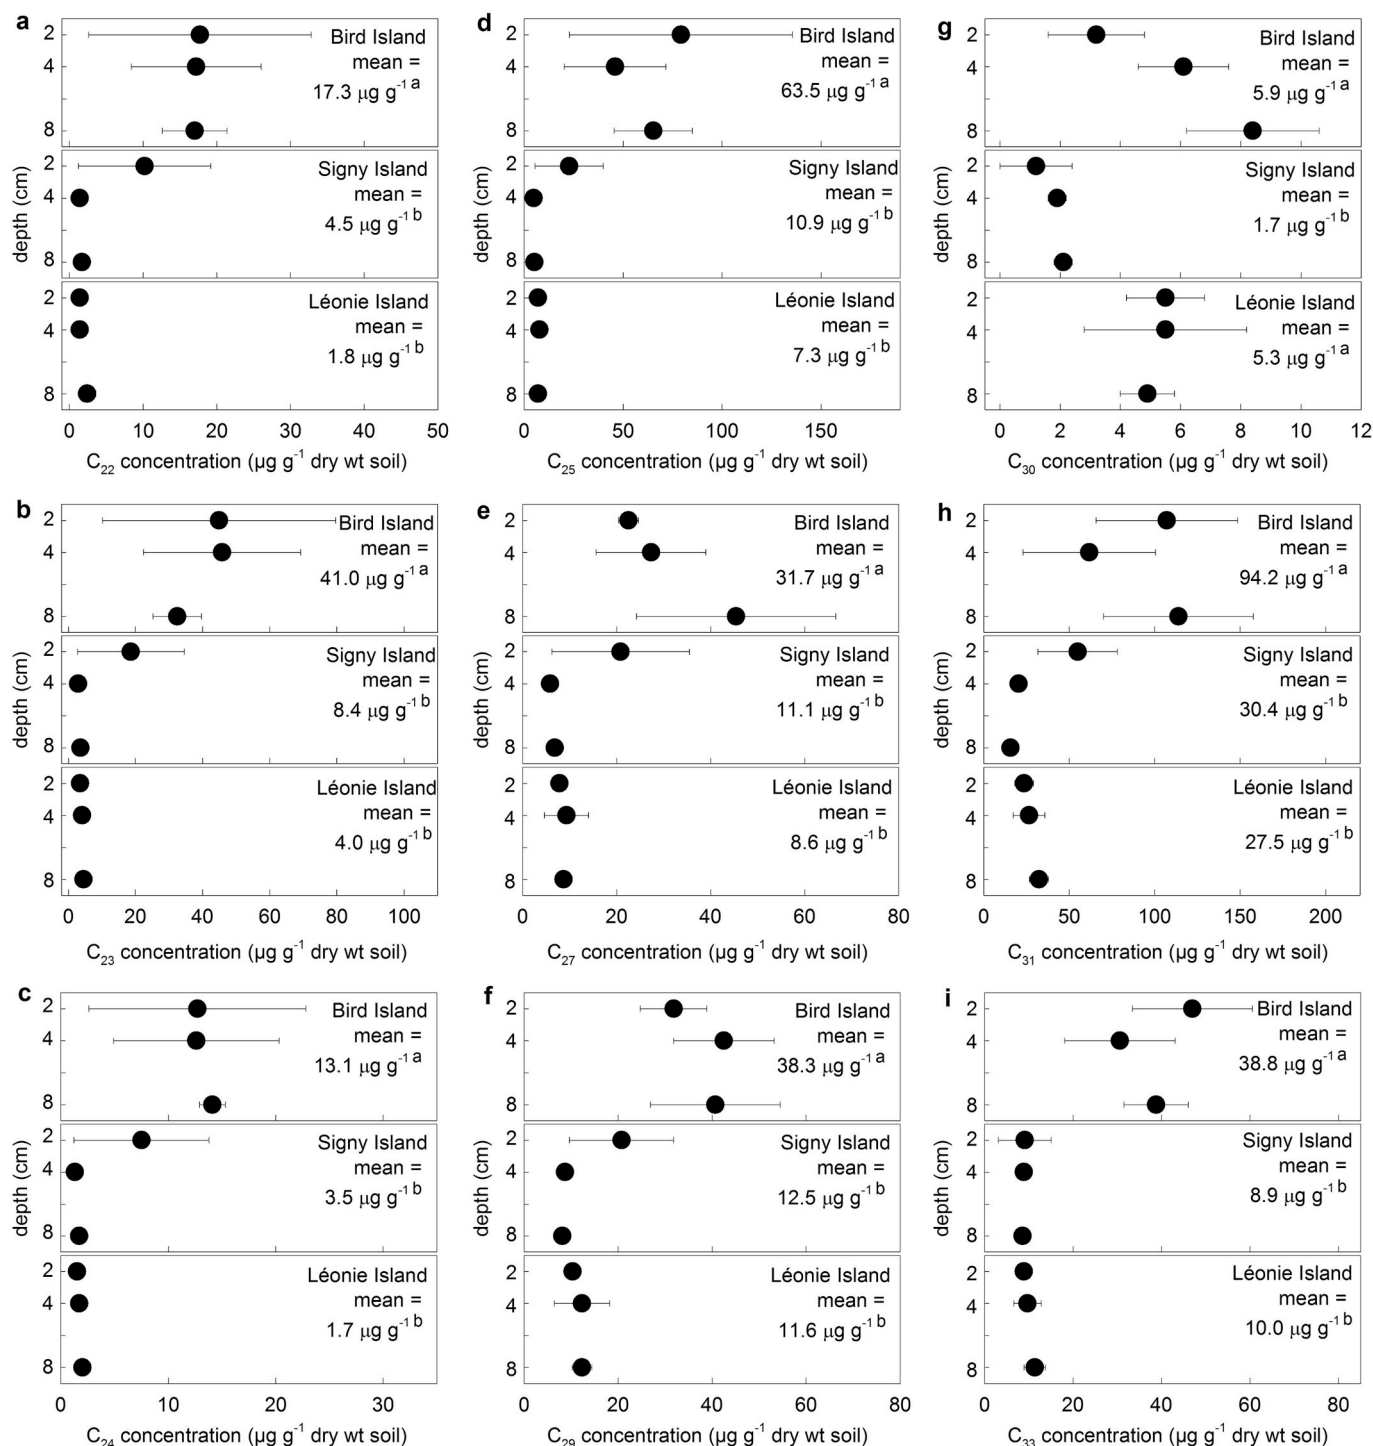 a
2
4
8
Bird Island
mean =
17.3 µg g⁻¹ ᵃ
2
4
8
Signy Island
mean =
4.5 µg g⁻¹ ᵇ
2
4
8
Léonie Island
mean =
1.8 µg g⁻¹ ᵇ
depth (cm)
0 10 20 30 40 50
C₂₂ concentration (µg g⁻¹ dry wt soil)
d
2
4
8
Bird Island
mean =
63.5 µg g⁻¹ ᵃ
2
4
8
Signy Island
mean =
10.9 µg g⁻¹ ᵇ
2
4
8
Léonie Island
mean =
7.3 µg g⁻¹ ᵇ
depth (cm)
0 50 100 150
C₂₅ concentration (µg g⁻¹ dry wt soil)
g
2
4
8
Bird Island
mean =
5.9 µg g⁻¹ ᵃ
2
4
8
Signy Island
mean =
1.7 µg g⁻¹ ᵇ
2
4
8
Léonie Island
mean =
5.3 µg g⁻¹ ᵃ
depth (cm)
0 2 4 6 8 10 12
C₃₀ concentration (µg g⁻¹ dry wt soil)
b
2
4
8
Bird Island
mean =
41.0 µg g⁻¹ ᵃ
2
4
8
Signy Island
mean =
8.4 µg g⁻¹ ᵇ
2
4
8
Léonie Island
mean =
4.0 µg g⁻¹ ᵇ
depth (cm)
0 20 40 60 80 100
C₂₃ concentration (µg g⁻¹ dry wt soil)
e
2
4
8
Bird Island
mean =
31.7 µg g⁻¹ ᵃ
2
4
8
Signy Island
mean =
11.1 µg g⁻¹ ᵇ
2
4
8
Léonie Island
mean =
8.6 µg g⁻¹ ᵇ
depth (cm)
0 20 40 60 80
C₂₇ concentration (µg g⁻¹ dry wt soil)
h
2
4
8
Bird Island
mean =
94.2 µg g⁻¹ ᵃ
2
4
8
Signy Island
mean =
30.4 µg g⁻¹ ᵇ
2
4
8
Léonie Island
mean =
27.5 µg g⁻¹ ᵇ
depth (cm)
0 50 100 150 200
C₃₁ concentration (µg g⁻¹ dry wt soil)
c
2
4
8
Bird Island
mean =
13.1 µg g⁻¹ ᵃ
2
4
8
Signy Island
mean =
3.5 µg g⁻¹ ᵇ
2
4
8
Léonie Island
mean =
1.7 µg g⁻¹ ᵇ
depth (cm)
0 10 20 30
C₂₄ concentration (µg g⁻¹ dry wt soil)
f
2
4
8
Bird Island
mean =
38.3 µg g⁻¹ ᵃ
2
4
8
Signy Island
mean =
12.5 µg g⁻¹ ᵇ
2
4
8
Léonie Island
mean =
11.6 µg g⁻¹ ᵇ
depth (cm)
0 20 40 60 80
C₂₉ concentration (µg g⁻¹ dry wt soil)
i
2
4
8
Bird Island
mean =
38.8 µg g⁻¹ ᵃ
2
4
8
Signy Island
mean =
8.9 µg g⁻¹ ᵇ
2
4
8
Léonie Island
mean =
10.0 µg g⁻¹ ᵇ
depth (cm)
0 20 40 60 80
C₃₃ concentration (µg g⁻¹ dry wt soil)